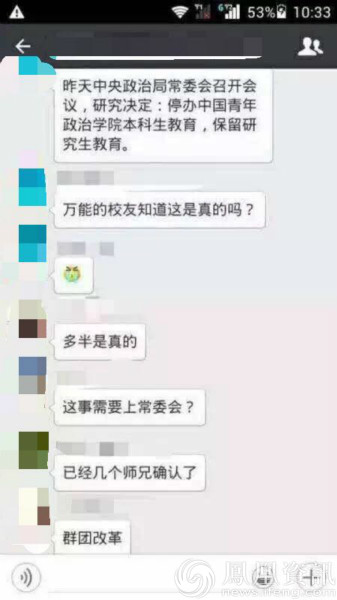 53% 10:33
昨天中央政治局常委会召开会
议，研究决定：停办中国青年
政治学院本科生教育，保留研
究生教育。
万能的校友知道这是真的吗？
多半是真的
这事需要上常委会？
已经几个师兄确认了
群团改革
凤凰资讯
news.ifeng.com